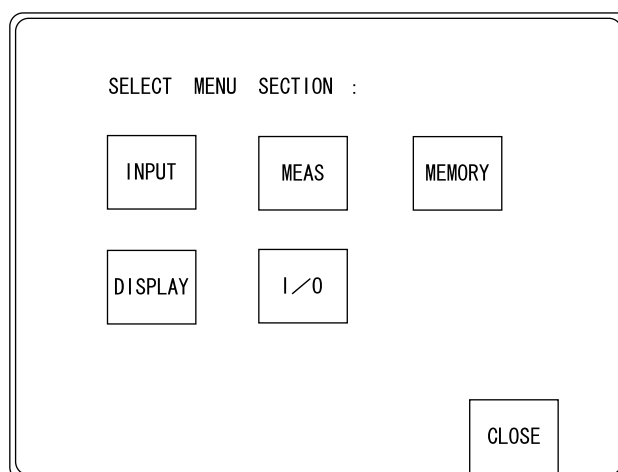 SELECT MENU SECTION :
INPUT MEAS MEMORY
DISPLAY I／O
CLOSE